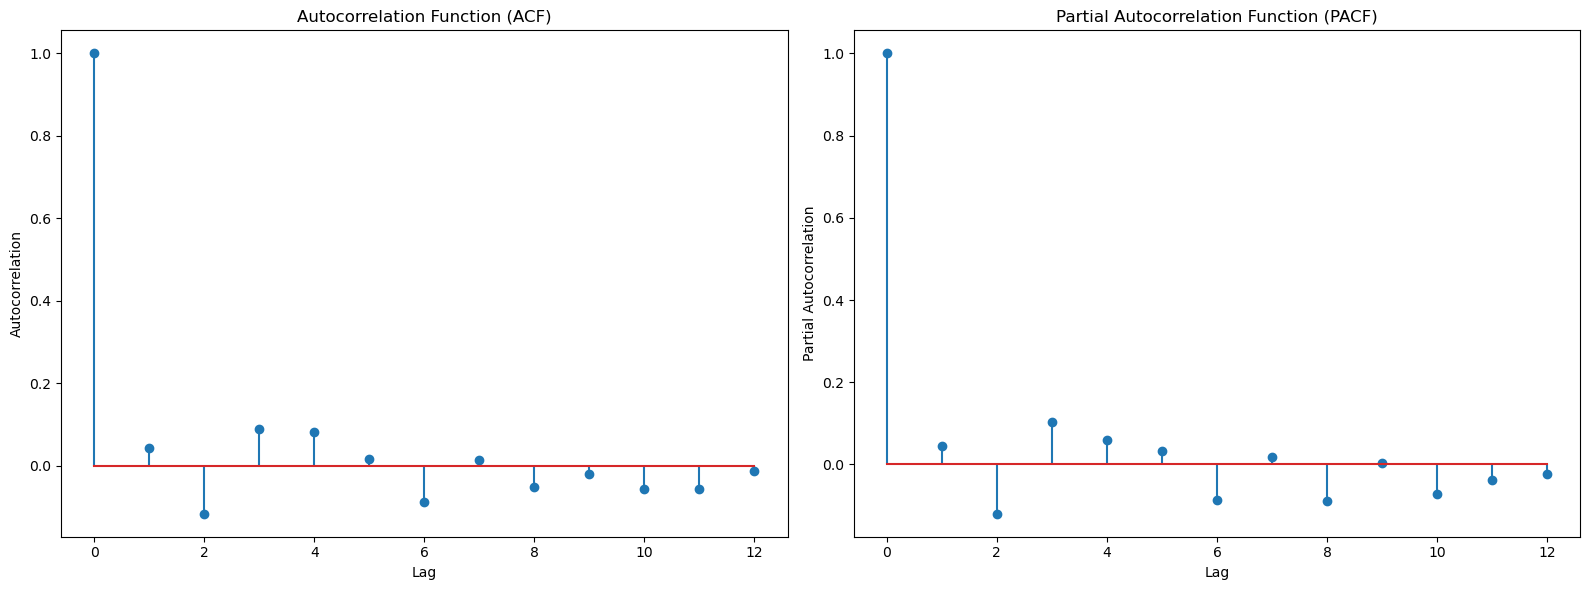 Autocorrelation Function (ACF)
1.0
0.8
0.6
0.4
0.2
0.0
Autocorrelation
0 2 4 6 8 10 12
Lag
Partial Autocorrelation Function (PACF)
1.0
0.8
0.6
0.4
0.2
0.0
Partial Autocorrelation
0 2 4 6 8 10 12
Lag